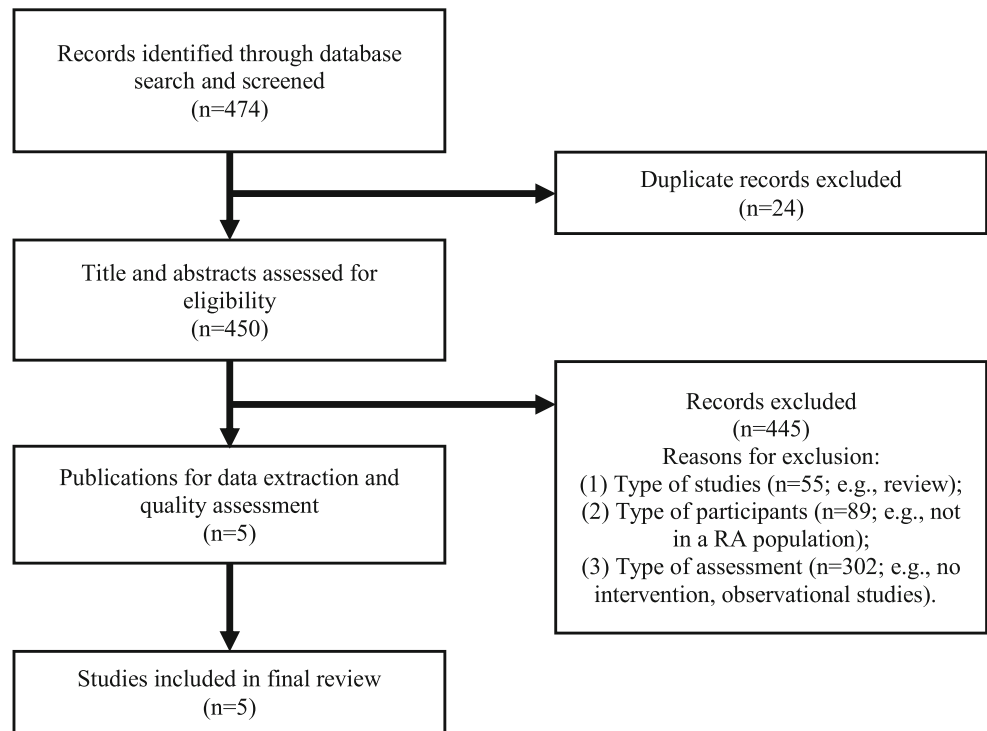 Records identified through database
search and screened
(n=474)
Duplicate records excluded
(n=24)
Title and abstracts assessed for
eligibility
(n=450)
Records excluded
(n=445)
Reasons for exclusion:
(1) Type of studies (n=55; e.g., review);
(2) Type of participants (n=89; e.g., not
in a RA population);
(3) Type of assessment (n=302; e.g., no
intervention, observational studies).
Publications for data extraction and
quality assessment
(n=5)
Studies included in final review
(n=5)